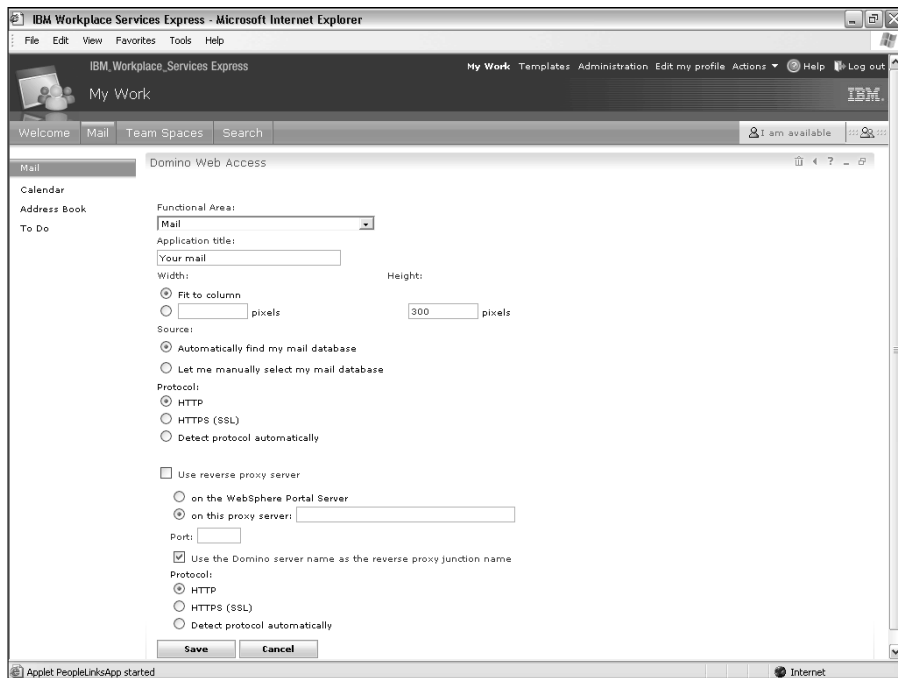 IBM Workplace Services Express - Microsoft Internet Explorer
File Edit View Favorites Tools Help
IBM_Workplace_Services Express
My Work Templates Administration Edit my profile Actions Help Log out
My Work
IBM.
Welcome Mail Team Spaces Search
I am available
Mail
Domino Web Access
?
Calendar
Address Book
To Do
Functional Area:
Mail
Application title:
Your mail
Width: Height:
Fit to column
pixels 300 pixels
Source:
Automatically find my mail database
Let me manually select my mail database
Protocol:
HTTP
HTTPS (SSL)
Detect protocol automatically
Use reverse proxy server
on the WebSphere Portal Server
on this proxy server:
Port:
Use the Domino server name as the reverse proxy junction name
Protocol:
HTTP
HTTPS (SSL)
Detect protocol automatically
Save Cancel
Applet PeopleLinksApp started Internet